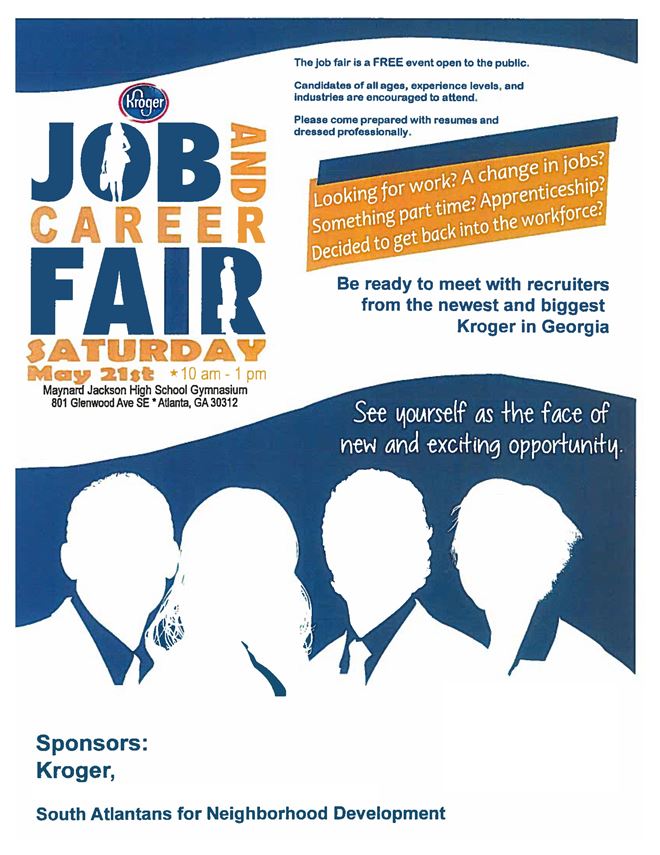 The job fair is a FREE event open to the public.
Candidates of all ages, experience levels, and
industries are encouraged to attend.
Please come prepared with resumes and
dressed professionally.
Kroger
JOB
AND
CAREER
FAIR
SATURDAY
May 21st * 10 am - 1 pm
Maynard Jackson High School Gymnasium
801 Glenwood Ave SE * Atlanta, GA 30312
Looking for work? A change in jobs?
Something part time? Apprenticeship?
Decided to get back into the workforce?
Be ready to meet with recruiters
from the newest and biggest
Kroger in Georgia
See yourself as the face of
new and exciting opportunity.
Sponsors:
Kroger,
South Atlantans for Neighborhood Development